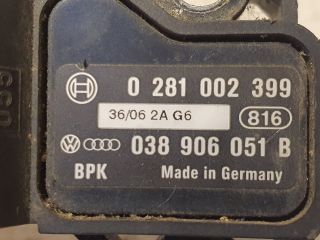 0 281 002 399
36/06 2A G6
816
038 906 051 B
BPK Made in Germany